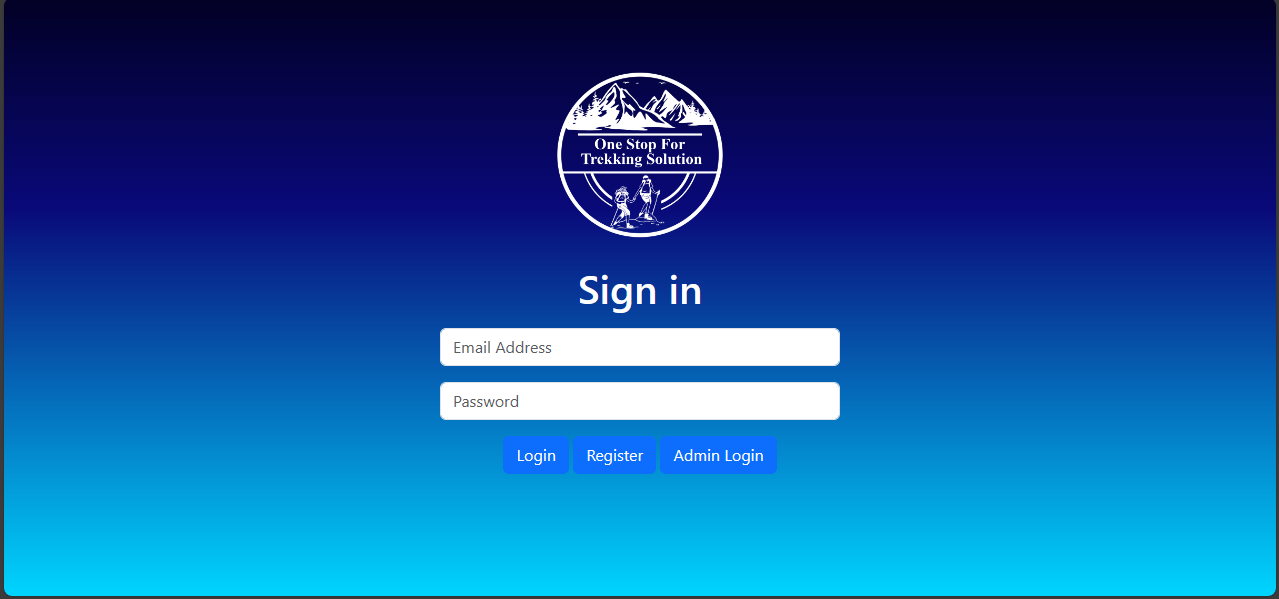 One Stop For
Trekking Solution
Sign in
Email Address
Password
Login Register Admin Login